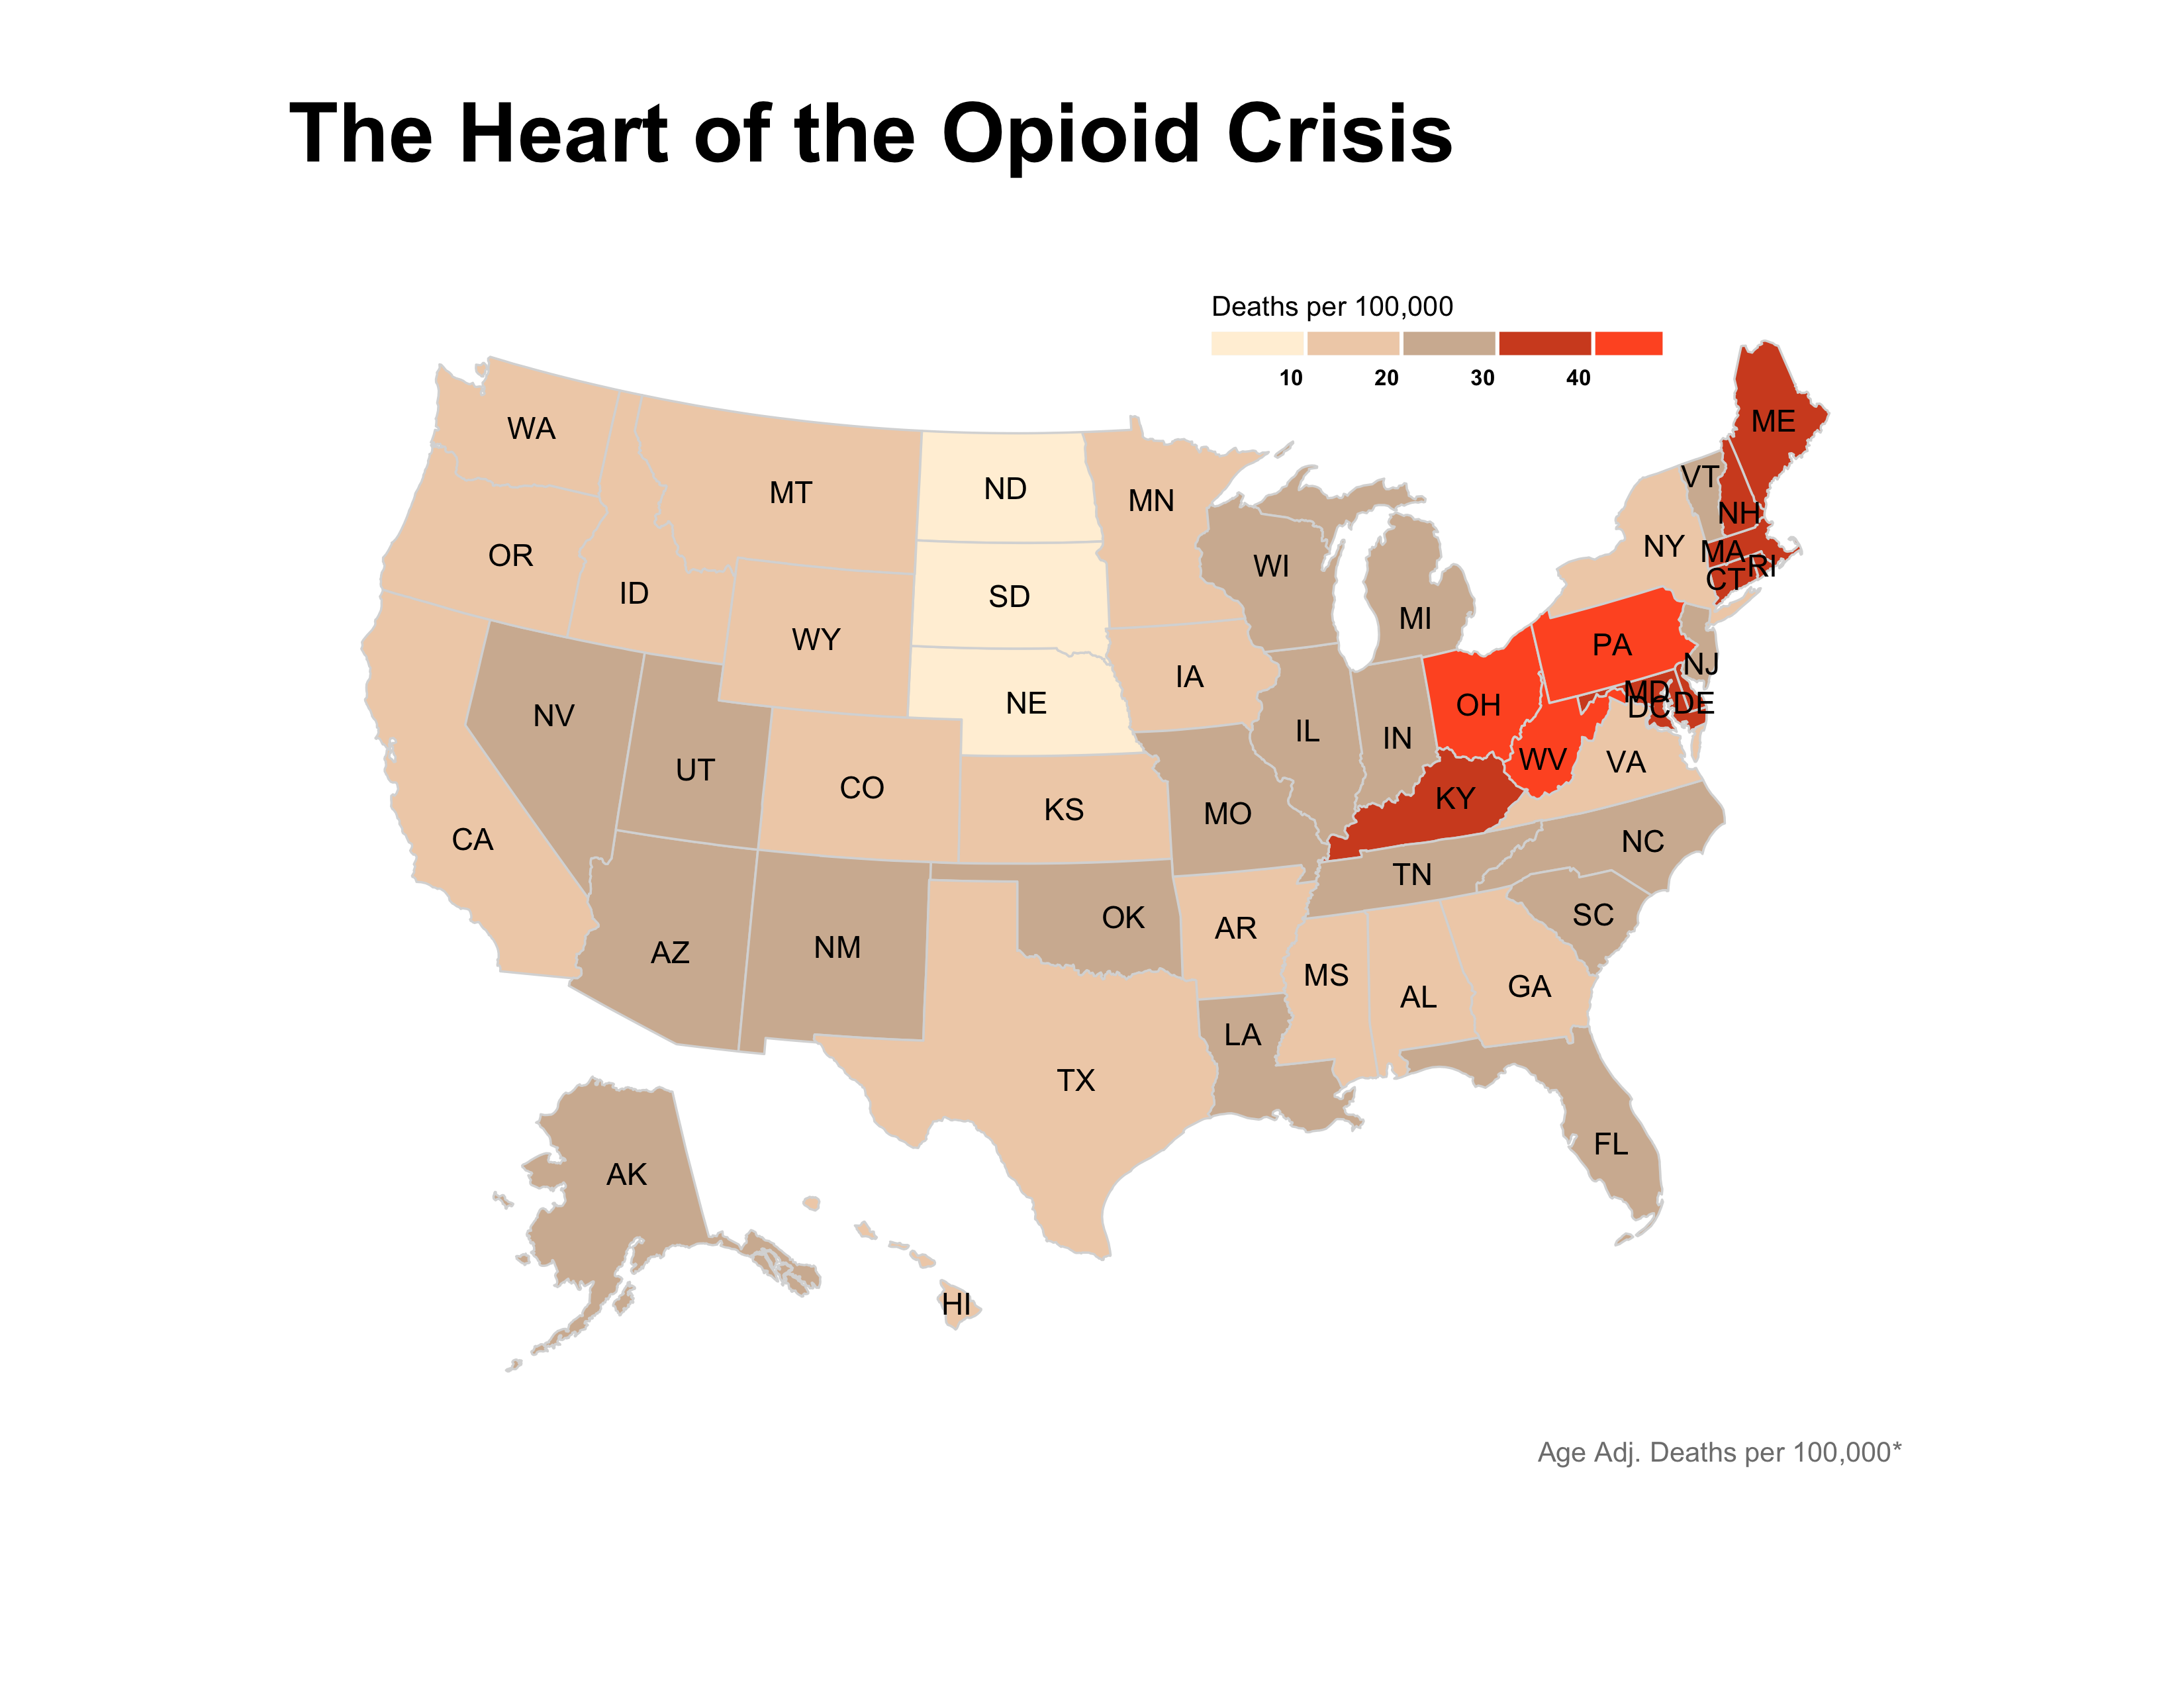 The Heart of the Opioid Crisis
Deaths per 100,000
10 20 30 40
ME
WA
VT
ND
MT
MN
NH
NY
MA
OR
WI
RI
CT
ID
SD
MI
WY
PA
NJ
IA
MD
NE
OH
DC
DE
NV
IL
IN
WV
VA
UT
CO
KY
KS
MO
CA
NC
TN
SC
OK
AR
NM
AZ
MS
GA
AL
LA
TX
FL
AK
HI
Age Adj. Deaths per 100,000*